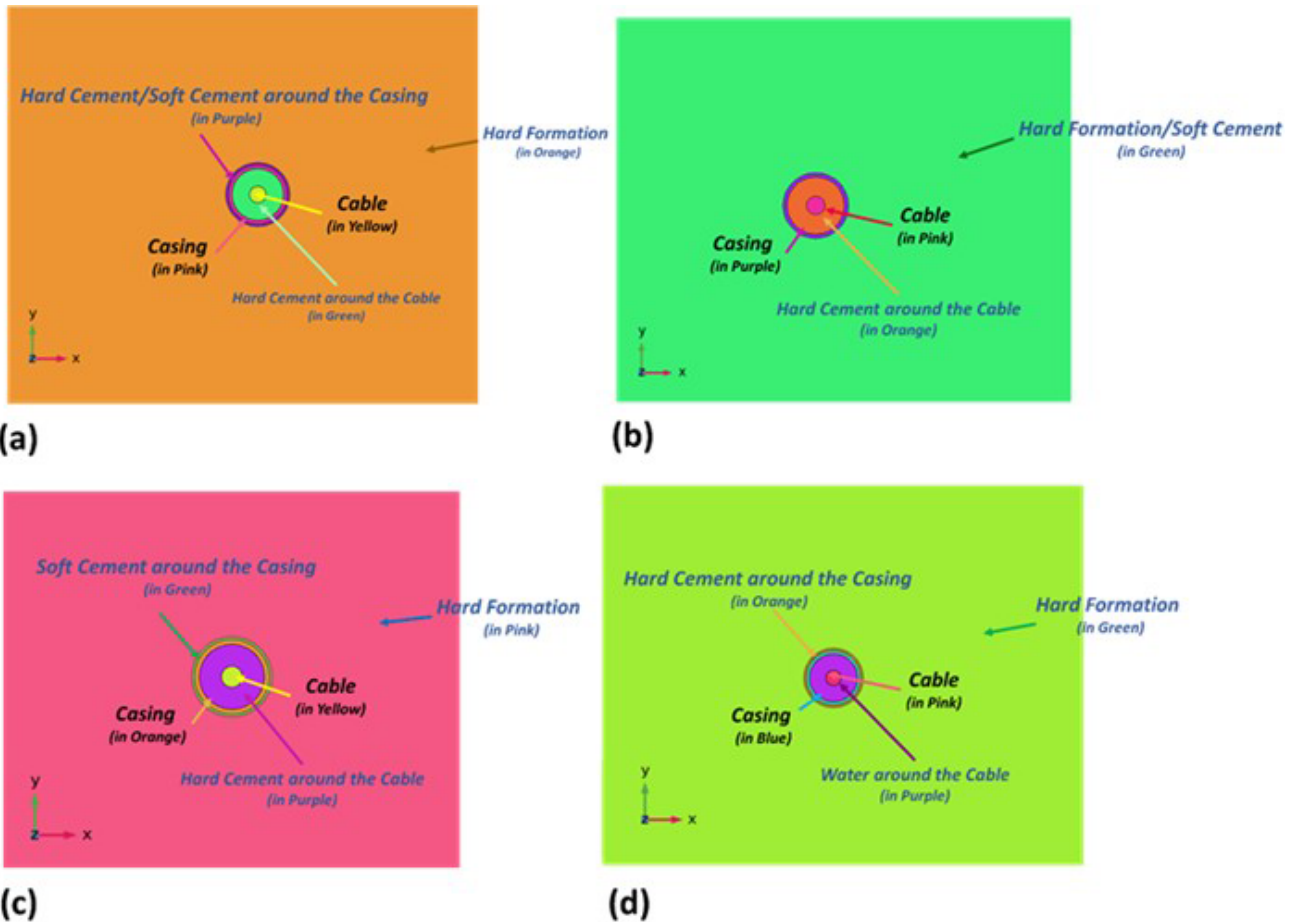 Hard Cement/Soft Cement around the Casing
(in Purple)
Hard Formation
(in Orange)
Cable
(in Yellow)
Casing
(in Pink)
Hard Cement around the Cable
(in Green)
y
z
x
(a)
Hard Formation/Soft Cement
(in Green)
Cable
(in Pink)
Casing
(in Purple)
Hard Cement around the Cable
(in Orange)
y
z
x
(b)
Soft Cement around the Casing
(in Green)
Hard Formation
(in Pink)
Cable
(in Yellow)
Casing
(in Orange)
Hard Cement around the Cable
(in Purple)
y
z
x
(c)
Hard Cement around the Casing
(in Orange)
Hard Formation
(in Green)
Cable
(in Pink)
Casing
(in Blue)
Water around the Cable
(in Purple)
y
z
x
(d)